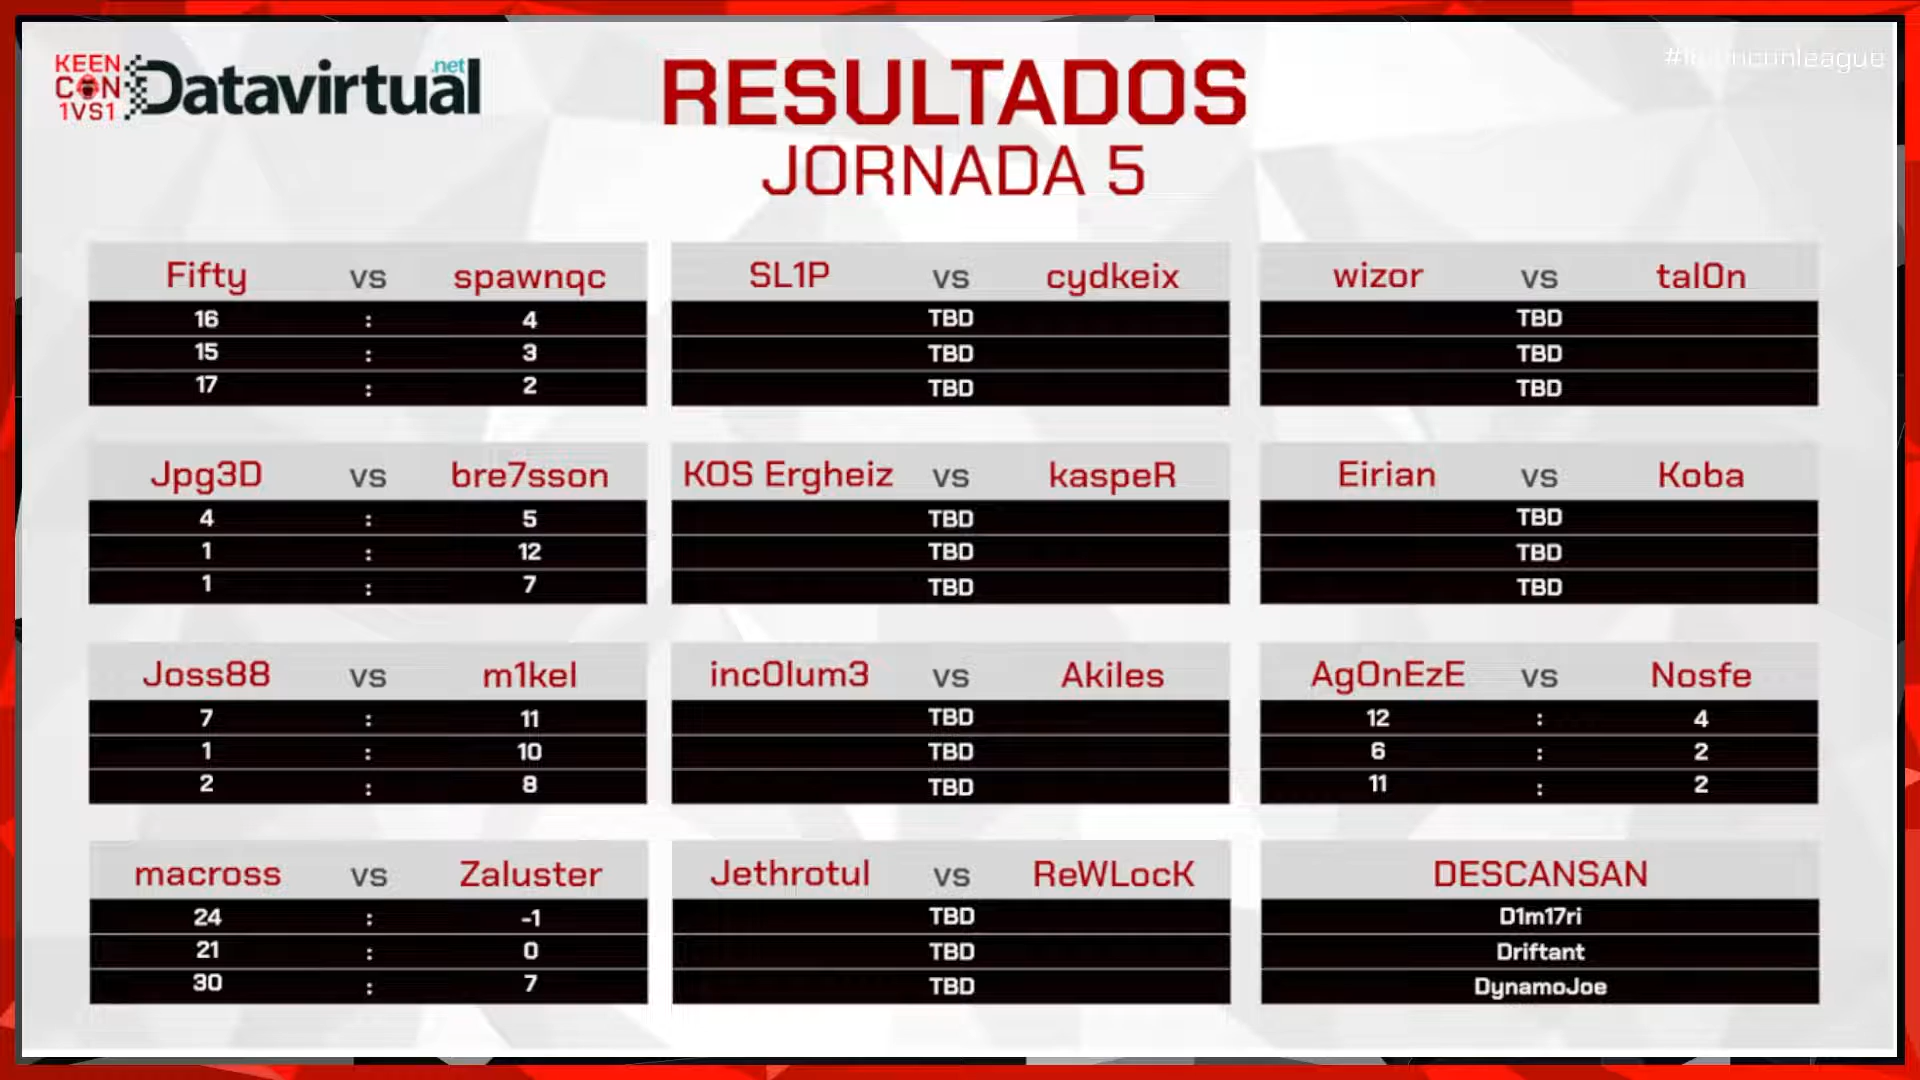 KEEN
CON
1VS1
Datavirtual
.net
RESULTADOS
JORNADA 5
Fifty vs spawnqc
16 : 4
15 : 3
17 : 2
SL1P vs cydkeix
TBD
TBD
TBD
wizor vs tal0n
TBD
TBD
TBD
Jpg3D vs bre7sson
4 : 5
1 : 12
1 : 7
KOS Ergheiz vs kaspeR
TBD
TBD
TBD
Eirian vs Koba
TBD
TBD
TBD
Joss88 vs m1kel
7 : 11
1 : 10
2 : 8
inc0lum3 vs Akiles
TBD
TBD
TBD
Ag0nEzE vs Nosfe
12 : 4
6 : 2
11 : 2
macross vs Zaluster
24 : -1
21 : 0
30 : 7
Jethrotul vs ReWLocK
TBD
TBD
TBD
DESCANSAN
D1m17ri
Driftant
DynamoJoe